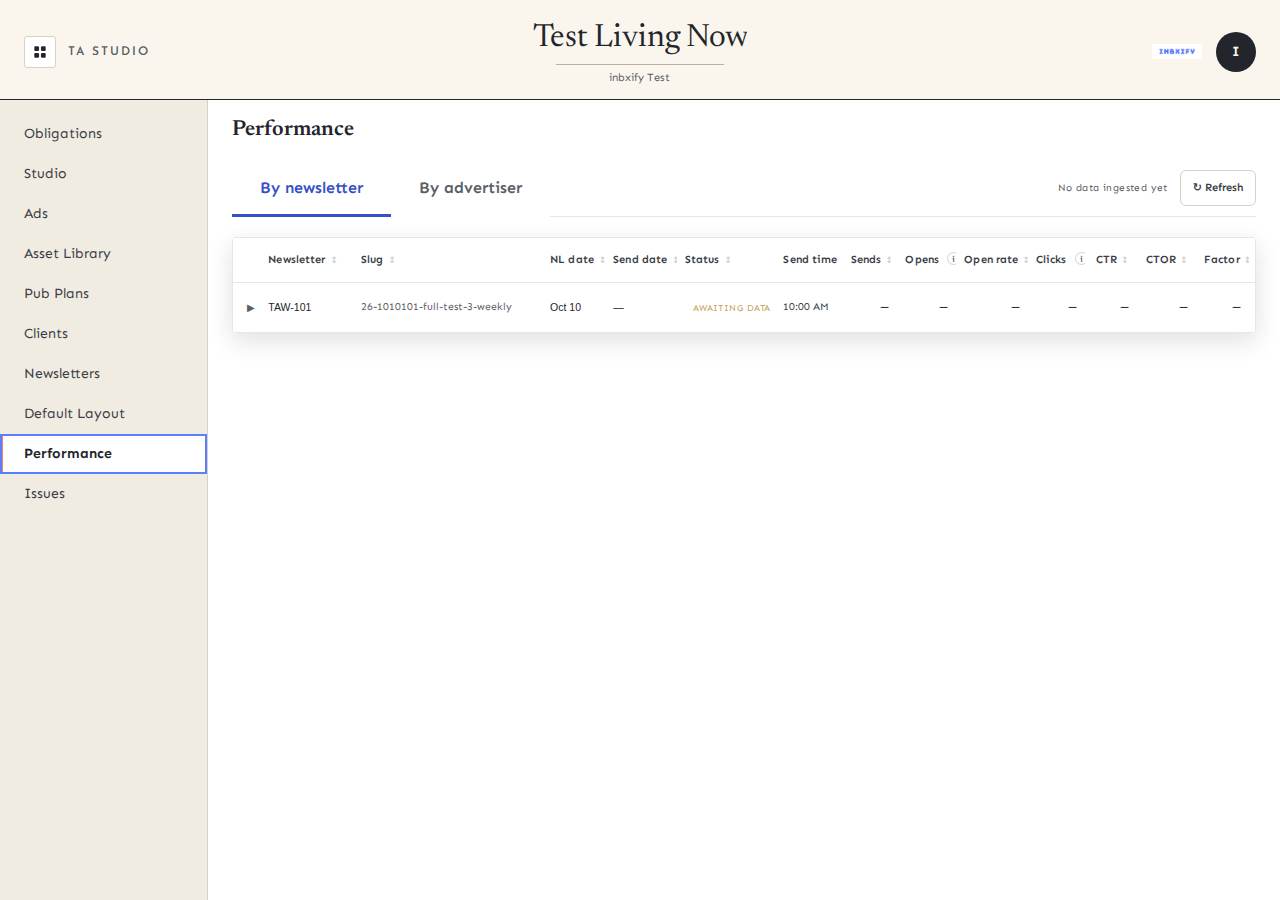 TA STUDIO
Test Living Now
inbxify Test
INBXIFY
I
Obligations
Studio
Ads
Asset Library
Pub Plans
Clients
Newsletters
Default Layout
Performance
Issues
Performance
By newsletter
By advertiser
No data ingested yet
↻ Refresh
Newsletter ↕ Slug ↕ NL date ↕ Send date ↕ Status ↕ Send time Sends ↕ Opens i Open rate ↕ Clicks i CTR ↕ CTOR ↕ Factor ↕
▶ TAW-101 26-1010101-full-test-3-weekly Oct 10 — AWAITING DATA 10:00 AM — — — — — — —